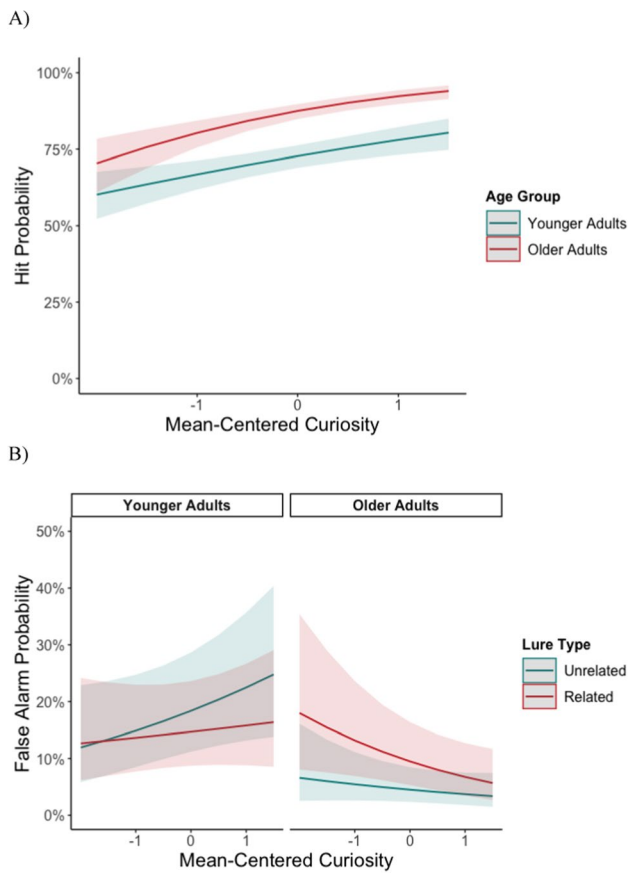 A)
100%
75%
50%
25%
0%
Hit Probability
-1 0 1
Mean-Centered Curiosity
Age Group
Younger Adults
Older Adults
B)
Younger Adults Older Adults
50%
40%
30%
20%
10%
0%
False Alarm Probability
-1 0 1 -1 0 1
Mean-Centered Curiosity
Lure Type
Unrelated
Related